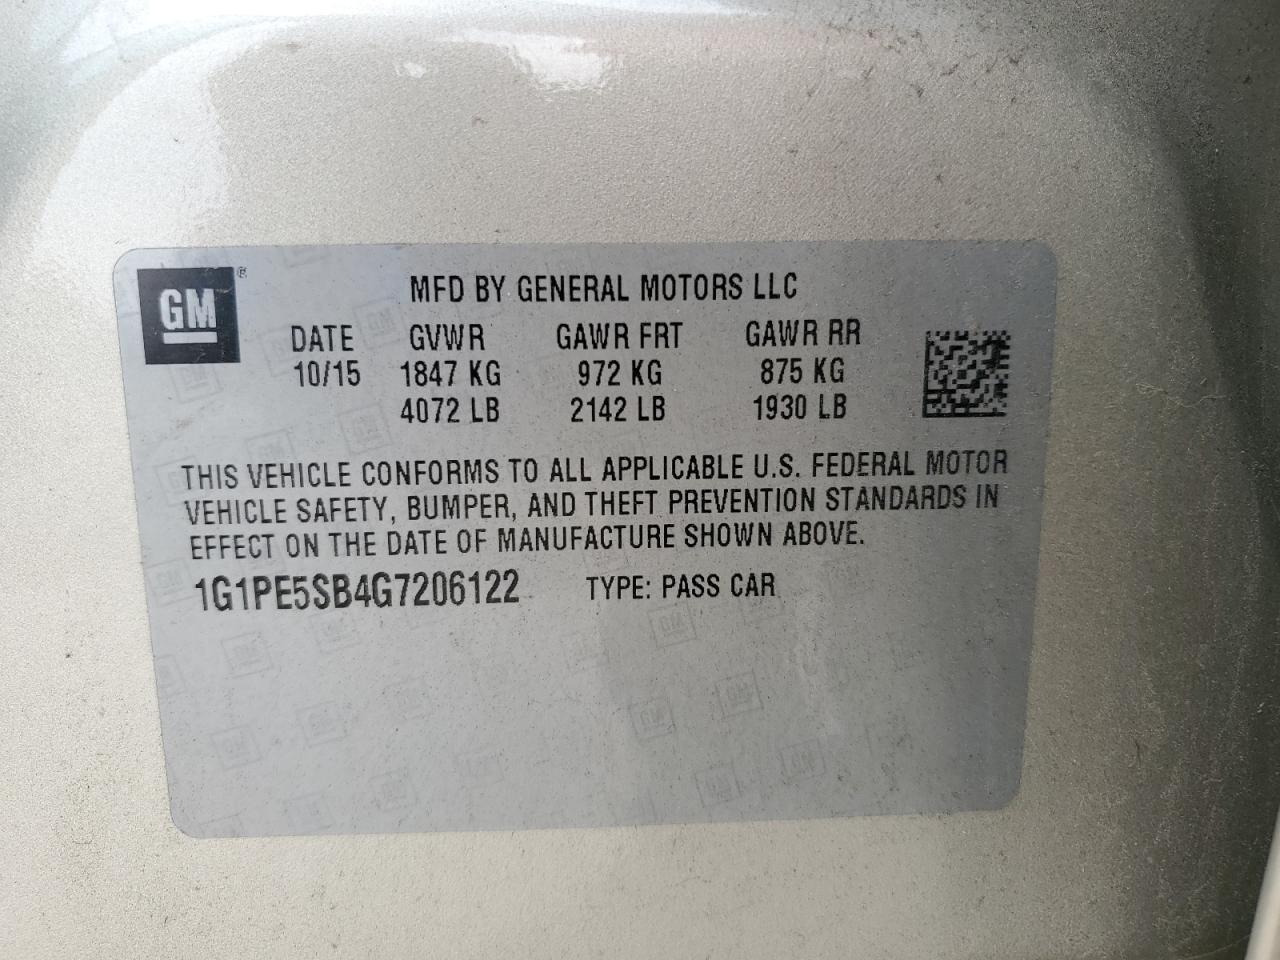 GM ®
MFD BY GENERAL MOTORS LLC
DATE GVWR GAWR FRT GAWR RR
10/15 1847 KG 972 KG 875 KG
4072 LB 2142 LB 1930 LB
THIS VEHICLE CONFORMS TO ALL APPLICABLE U.S. FEDERAL MOTOR
VEHICLE SAFETY, BUMPER, AND THEFT PREVENTION STANDARDS IN
EFFECT ON THE DATE OF MANUFACTURE SHOWN ABOVE.
1G1PE5SB4G7206122 TYPE: PASS CAR